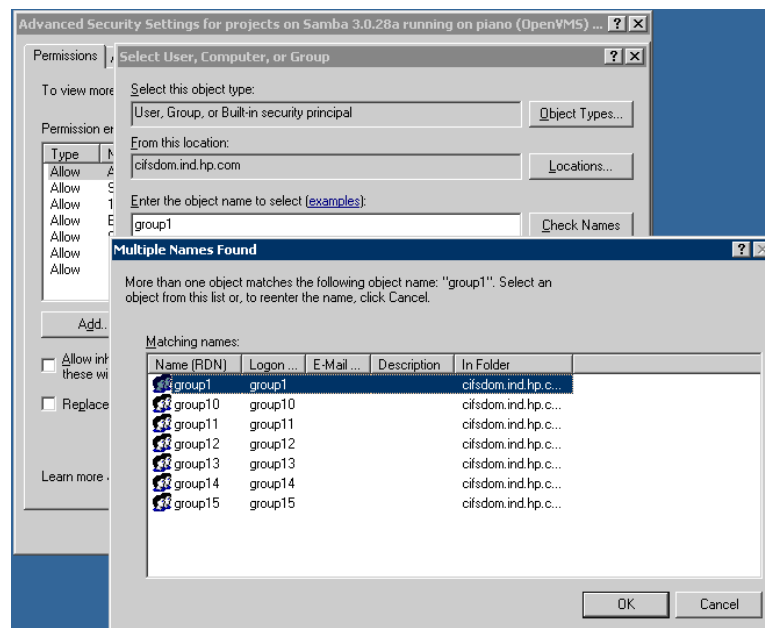 Advanced Security Settings for projects on Samba 3.0.28a running on piano (OpenVMS) ...
Permissions
Select User, Computer, or Group
To view more
Select this object type:
User, Group, or Built-in security principal
Object Types...
Permission en
From this location:
cifsdom.ind.hp.com
Locations...
Type
Allow
Allow
Allow
Allow
Allow
Allow
Allow
Enter the object name to select (examples):
group1
Check Names
Multiple Names Found
More than one object matches the following object name: "group1". Select an
object from this list or, to reenter the name, click Cancel.
Matching names:
Name (RDN) Logon ... E-Mail ... Description In Folder
group1 group1 cifsdom.ind.hp.c...
group10 group10 cifsdom.ind.hp.c...
group11 group11 cifsdom.ind.hp.c...
group12 group12 cifsdom.ind.hp.c...
group13 group13 cifsdom.ind.hp.c...
group14 group14 cifsdom.ind.hp.c...
group15 group15 cifsdom.ind.hp.c...
OK Cancel
Add..
Allow inh
these wi
Replace
Learn more